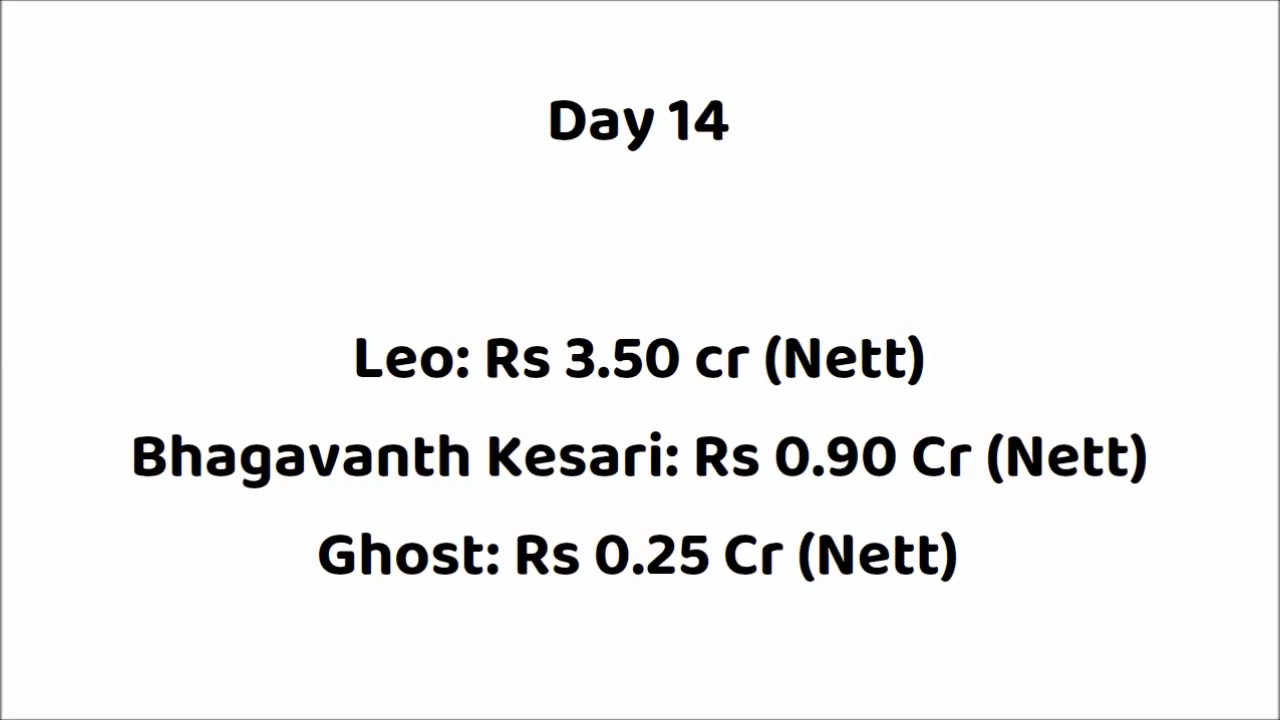 Day 14
Leo: Rs 3.50 cr (Nett)
Bhagavanth Kesari: Rs 0.90 Cr (Nett)
Ghost: Rs 0.25 Cr (Nett)